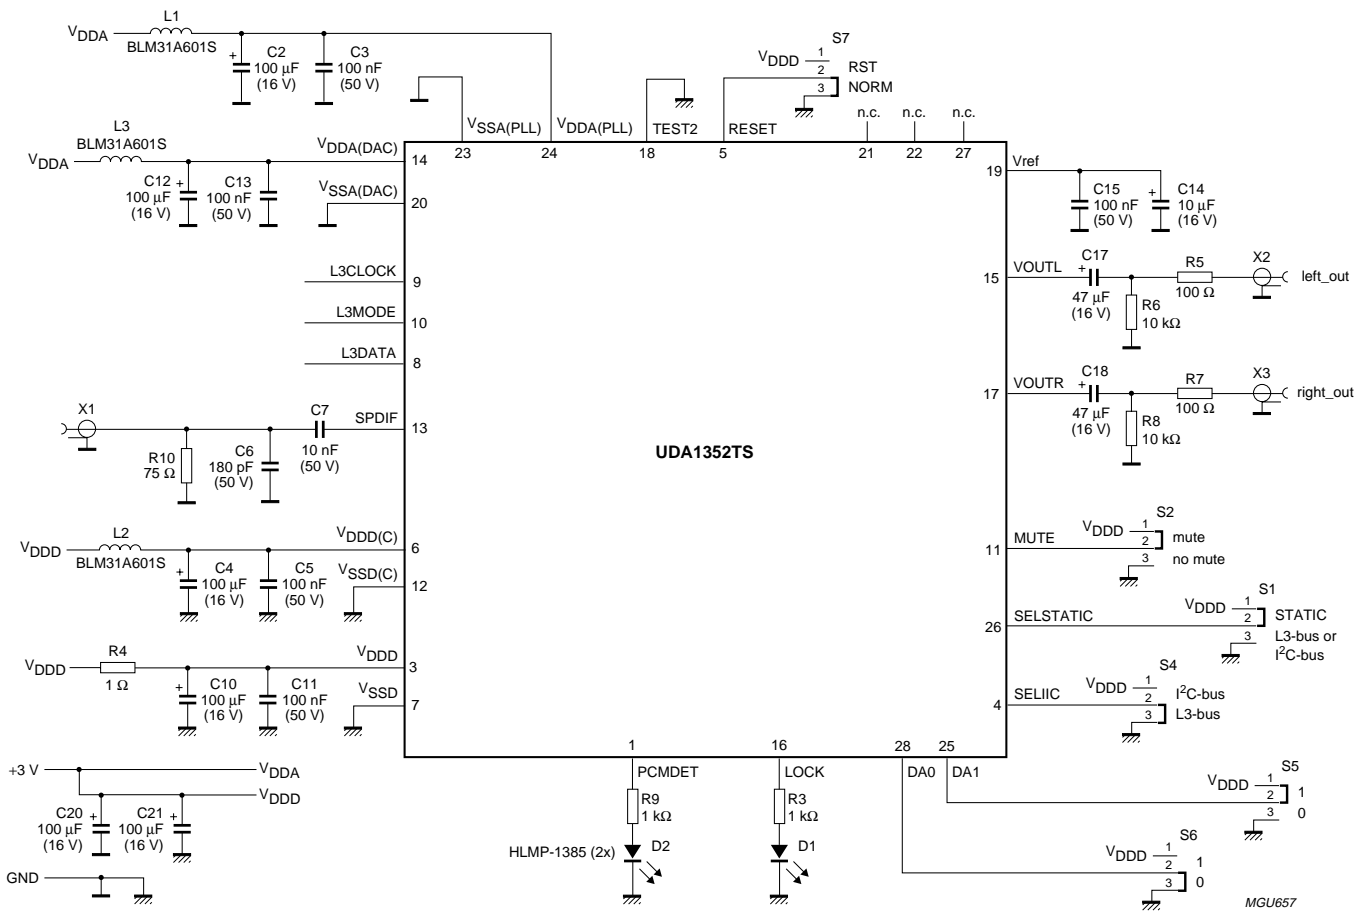 L1
VDDA
BLM31A601S
+
C2
100 µF
(16 V)
C3
100 nF
(50 V)
S7
VDDD
1
2
3
RST
NORM
VSSA(PLL)
VDDA(PLL)
TEST2
RESET
n.c.
n.c.
n.c.
23
24
18
5
21
22
27
L3
BLM31A601S
VDDA
VDDA(DAC)
14
C12
+
100 µF
(16 V)
C13
100 nF
(50 V)
VSSA(DAC)
20
19
Vref
C15
100 nF
(50 V)
+
C14
10 µF
(16 V)
L3CLOCK
9
L3MODE
10
L3DATA
8
15
VOUTL
+
C17
47 µF
(16 V)
R6
10 kΩ
R5
100 Ω
X2
left_out
17
VOUTR
+
C18
47 µF
(16 V)
R8
10 kΩ
R7
100 Ω
X3
right_out
X1
R10
75 Ω
C6
180 pF
(50 V)
C7
10 nF
(50 V)
SPDIF
13
UDA1352TS
L2
VDDD
BLM31A601S
+
C4
100 µF
(16 V)
C5
100 nF
(50 V)
VDDD(C)
6
VSSD(C)
12
11
MUTE
S2
VDDD
1
2
3
mute
no mute
26
SELSTATIC
S1
VDDD
1
2
3
STATIC
L3-bus or
I2C-bus
R4
VDDD
1 Ω
+
C10
100 µF
(16 V)
C11
100 nF
(50 V)
VDDD
3
VSSD
7
4
SELIIC
S4
VDDD
1
2
3
I2C-bus
L3-bus
1
16
28
25
PCMDET
LOCK
DA0
DA1
+3 V
VDDA
VDDD
C20
+
100 µF
(16 V)
C21
+
100 µF
(16 V)
GND
R9
1 kΩ
R3
1 kΩ
HLMP-1385 (2x)
D2
D1
S5
VDDD
1
2
3
1
0
S6
VDDD
1
2
3
1
0
MGU657